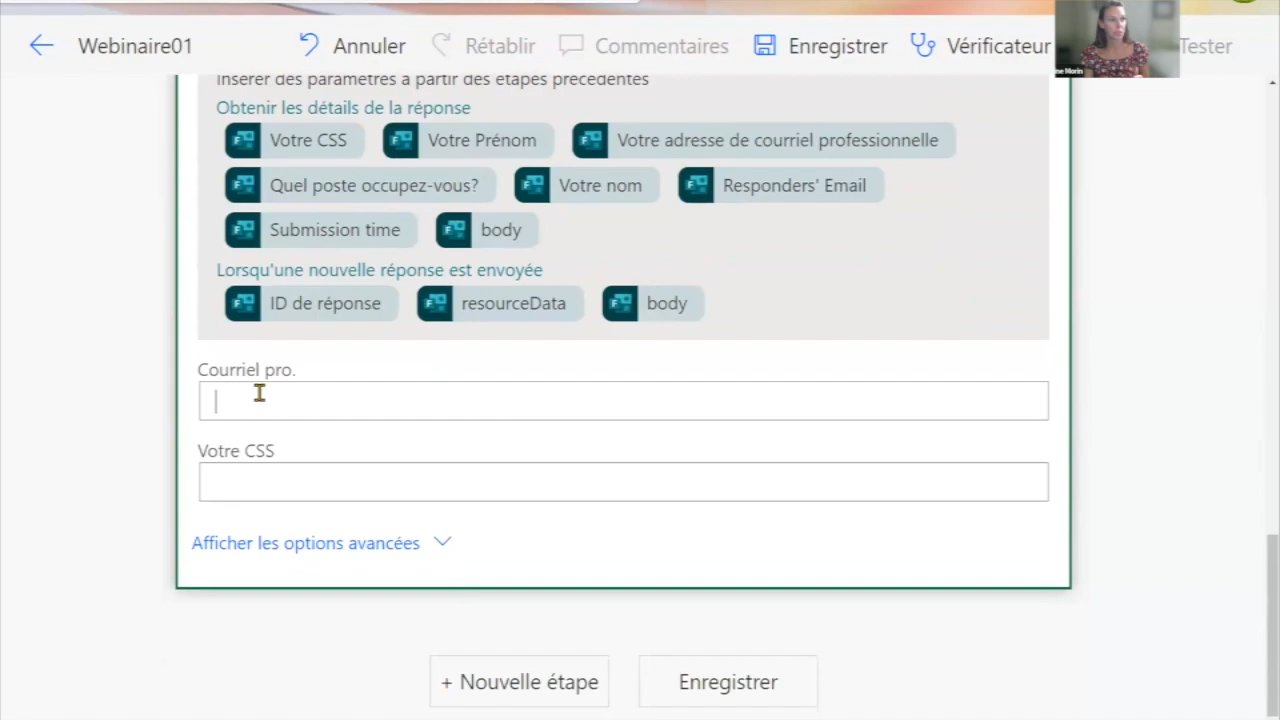 Webinaire01 Annuler Rétablir Commentaires Enregistrer Vérificateur Tester
ne Morin
Insérer des paramètres à partir des étapes précédentes
Obtenir les détails de la réponse
Votre CSS Votre Prénom Votre adresse de courriel professionnelle
Quel poste occupez-vous? Votre nom Responders' Email
Submission time body
Lorsqu'une nouvelle réponse est envoyée
ID de réponse resourceData body
Courriel pro.
Votre CSS
Afficher les options avancées
+ Nouvelle étape Enregistrer